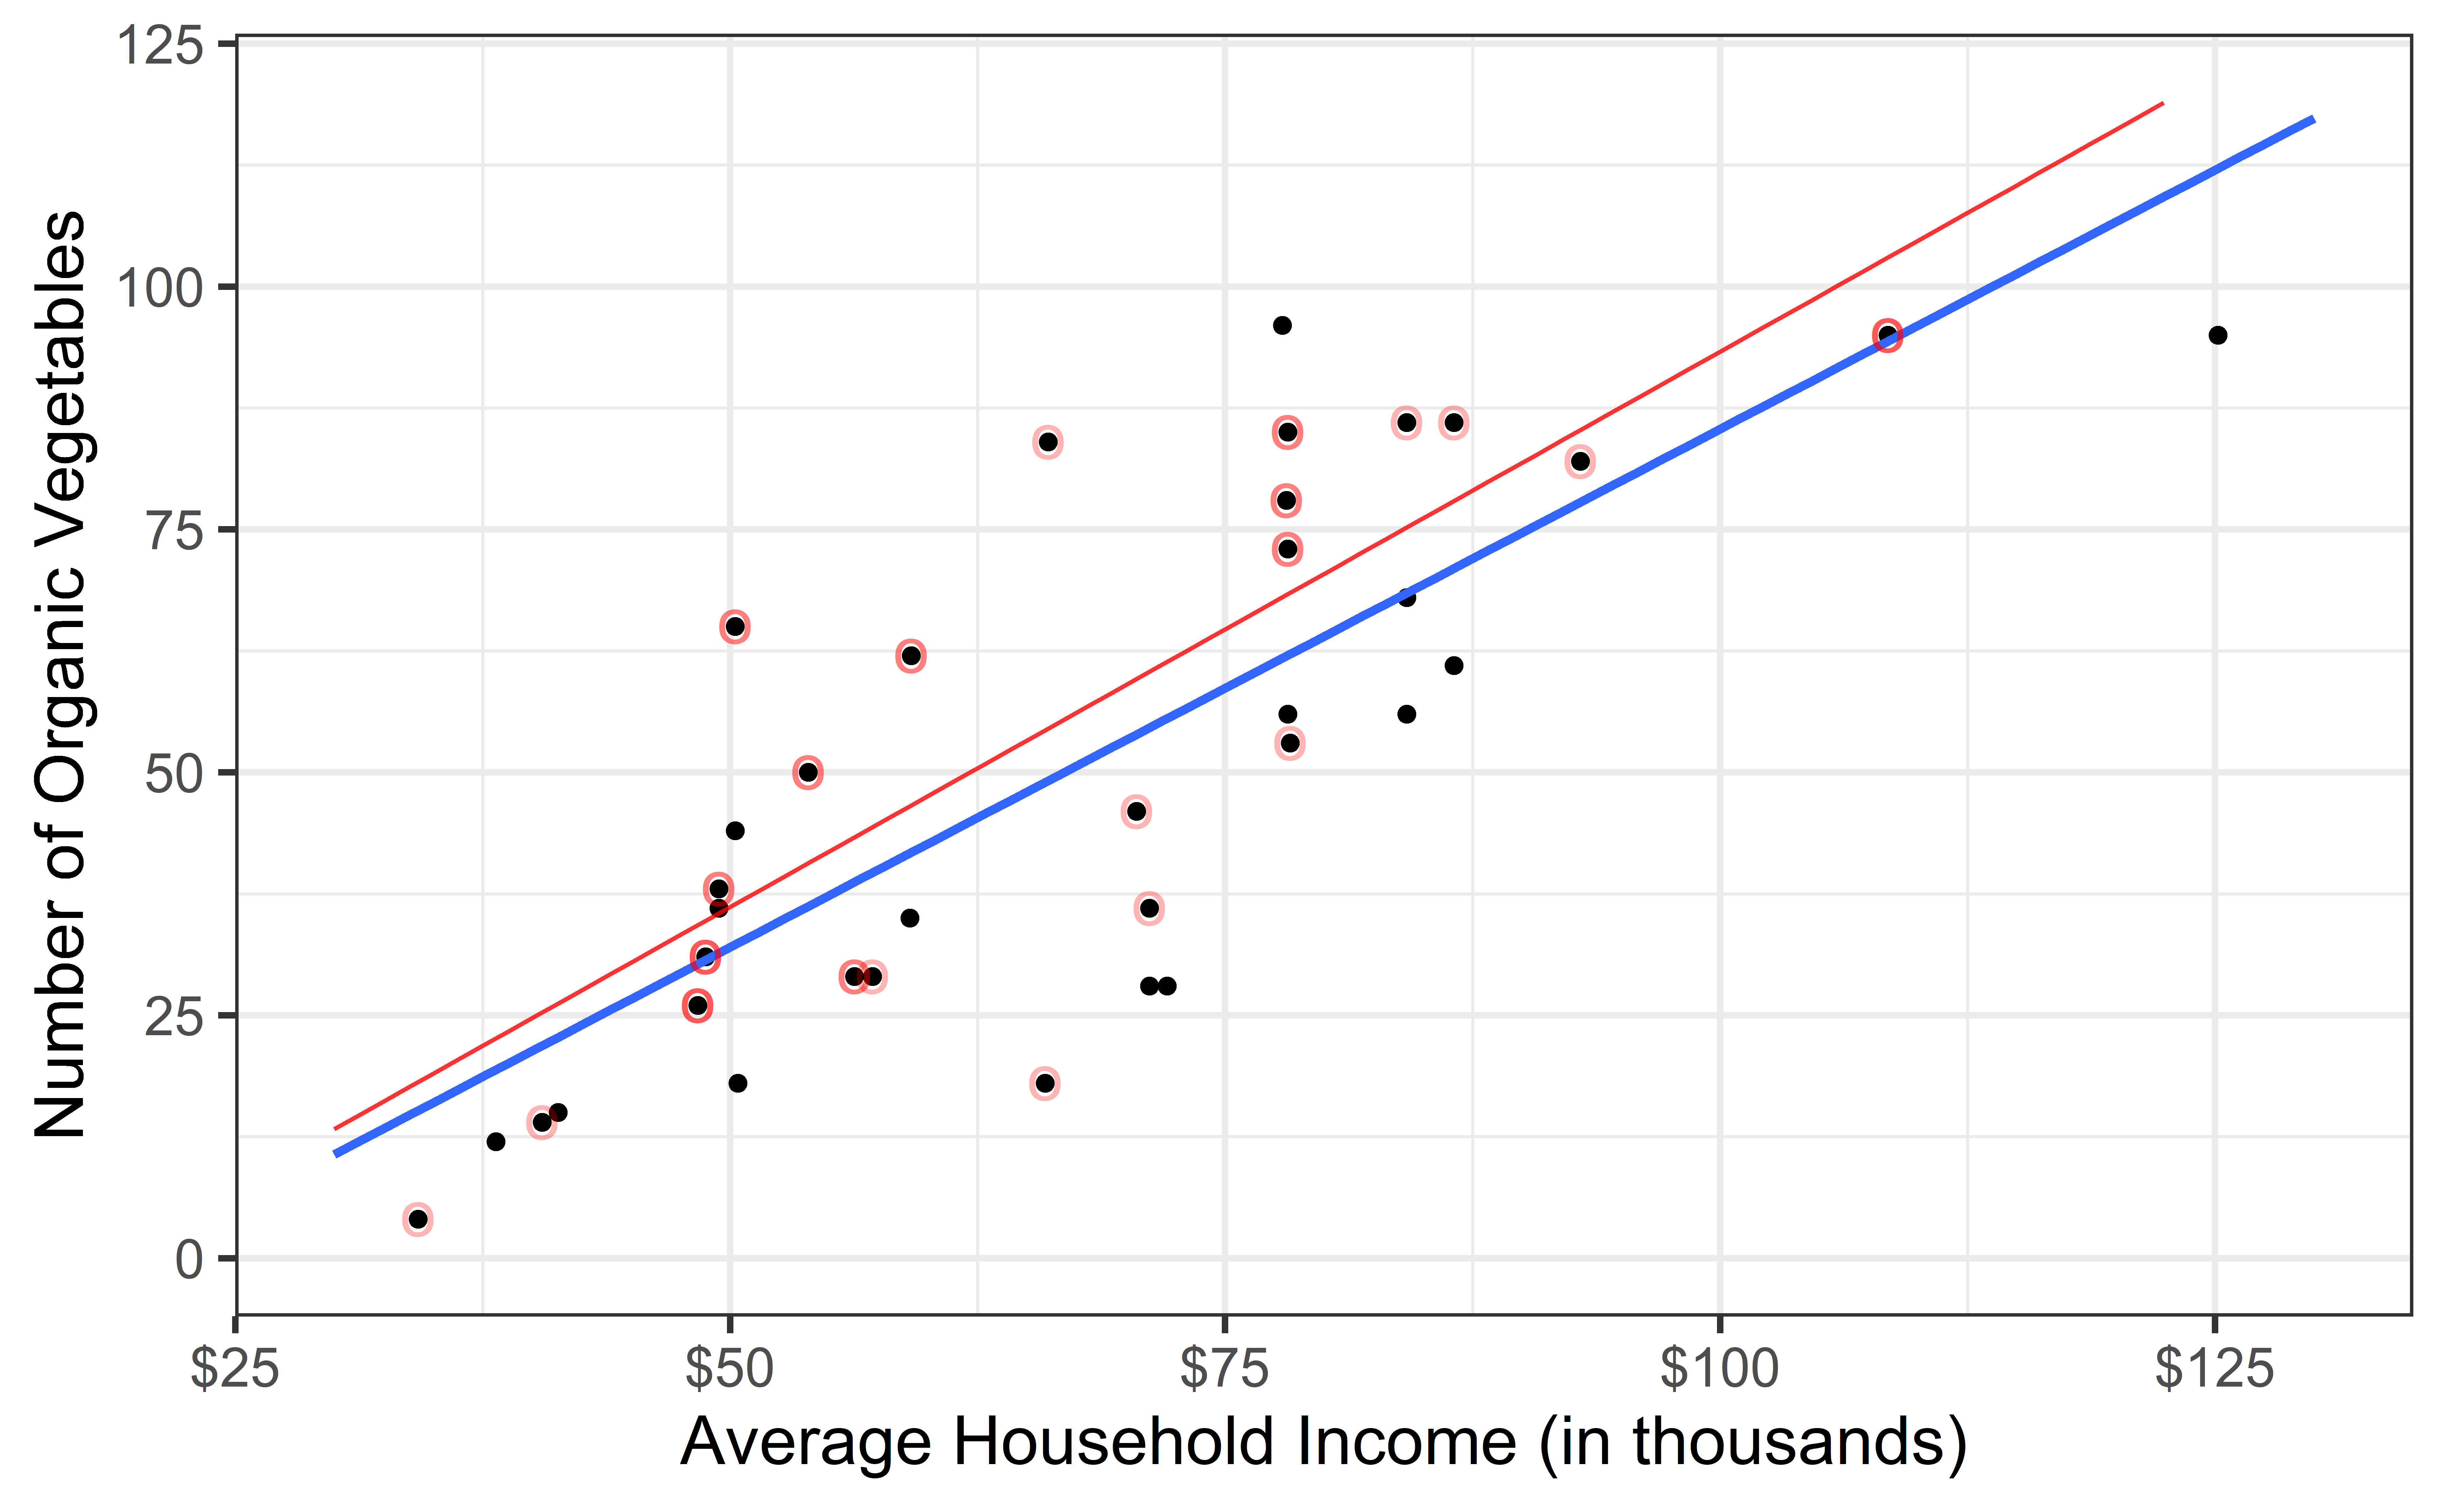 Number of Organic Vegetables
125
100
75
50
25
0
$25 $50 $75 $100 $125
Average Household Income (in thousands)